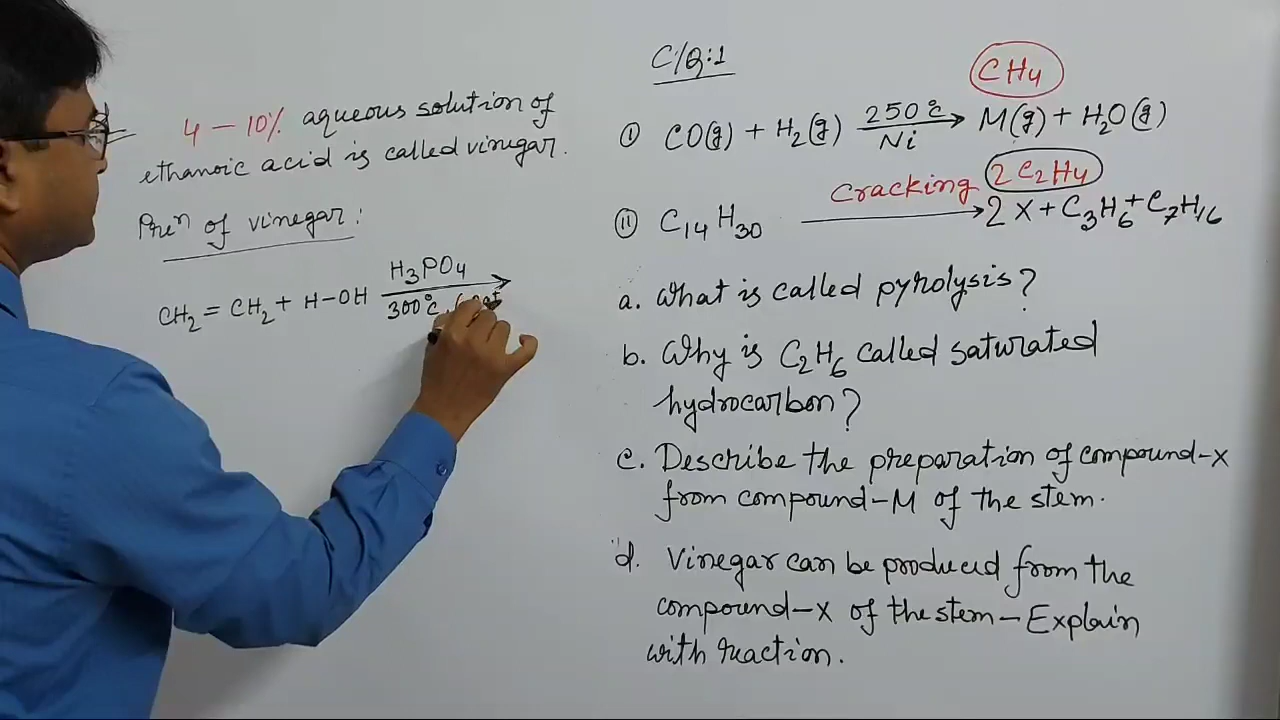 4 – 10% aqueous solution of
ethanoic acid is called vinegar.
Preⁿ of vinegar:
CH₂ = CH₂ + H–OH H₃PO₄ 300°C
C/Q:1
CH₄
(i) CO(g) + H₂(g) 250°C Ni → M(g) + H₂O(g)
Cracking 2C₂H₄
(ii) C₁₄H₃₀ → 2X + C₃H₆ + C₇H₁₆
a. What is called pyrolysis?
b. Why is C₂H₆ called saturated
hydrocarbon?
c. Describe the preparation of compound–X
from compound–M of the stem.
d. Vinegar can be produced from the
compound–X of the stem – Explain
with reaction.